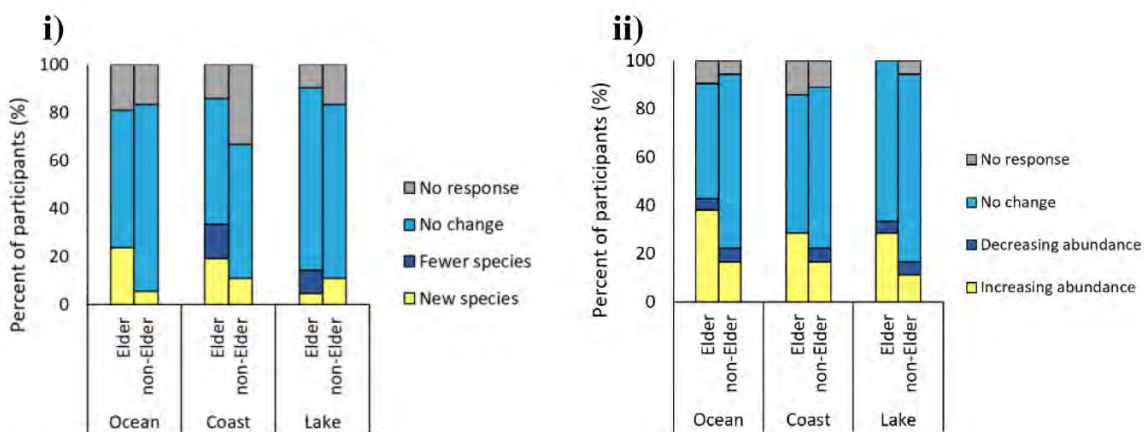 i)
Percent of participants (%)
100
80
60
40
20
0
Elder
non-Elder
Elder
non-Elder
Elder
non-Elder
Ocean
Coast
Lake
No response
No change
Fewer species
New species
ii)
Percent of participants (%)
100
80
60
40
20
0
Elder
non-Elder
Elder
non-Elder
Elder
non-Elder
Ocean
Coast
Lake
No response
No change
Decreasing abundance
Increasing abundance